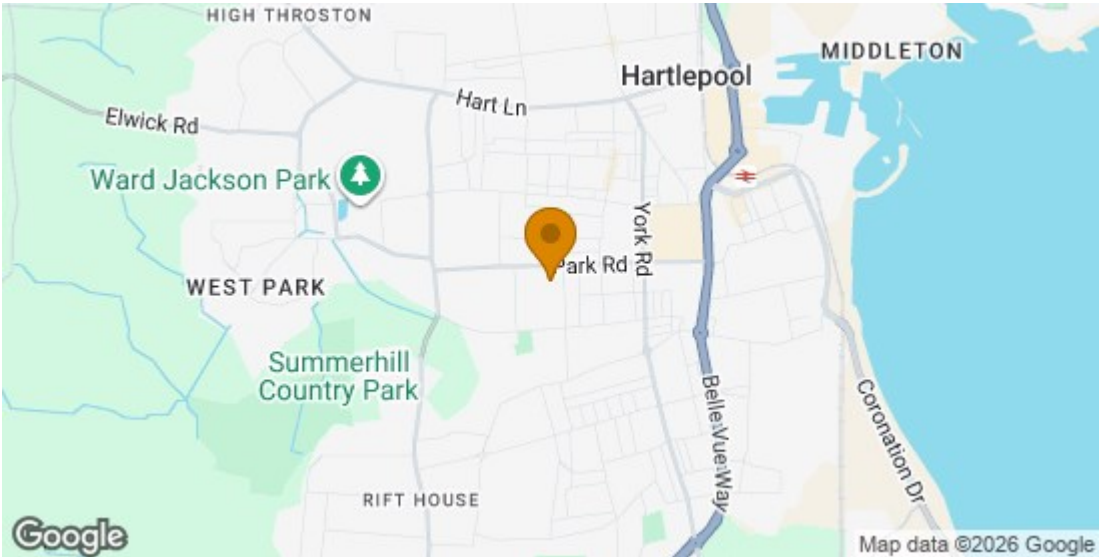 HIGH THROSTON
MIDDLETON
Hartlepool
Hart Ln
Elwick Rd
Ward Jackson Park
York Rd
Park Rd
WEST PARK
Summerhill
Country Park
Belle Vue Way
Coronation Dr
RIFT HOUSE
Google
Map data ©2026 Google